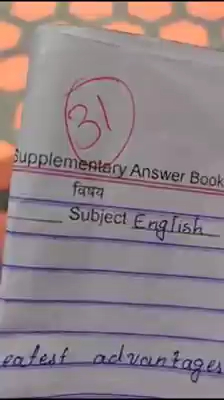 31
Supplementary Answer Book
विषय
Subject English
eatest advantages